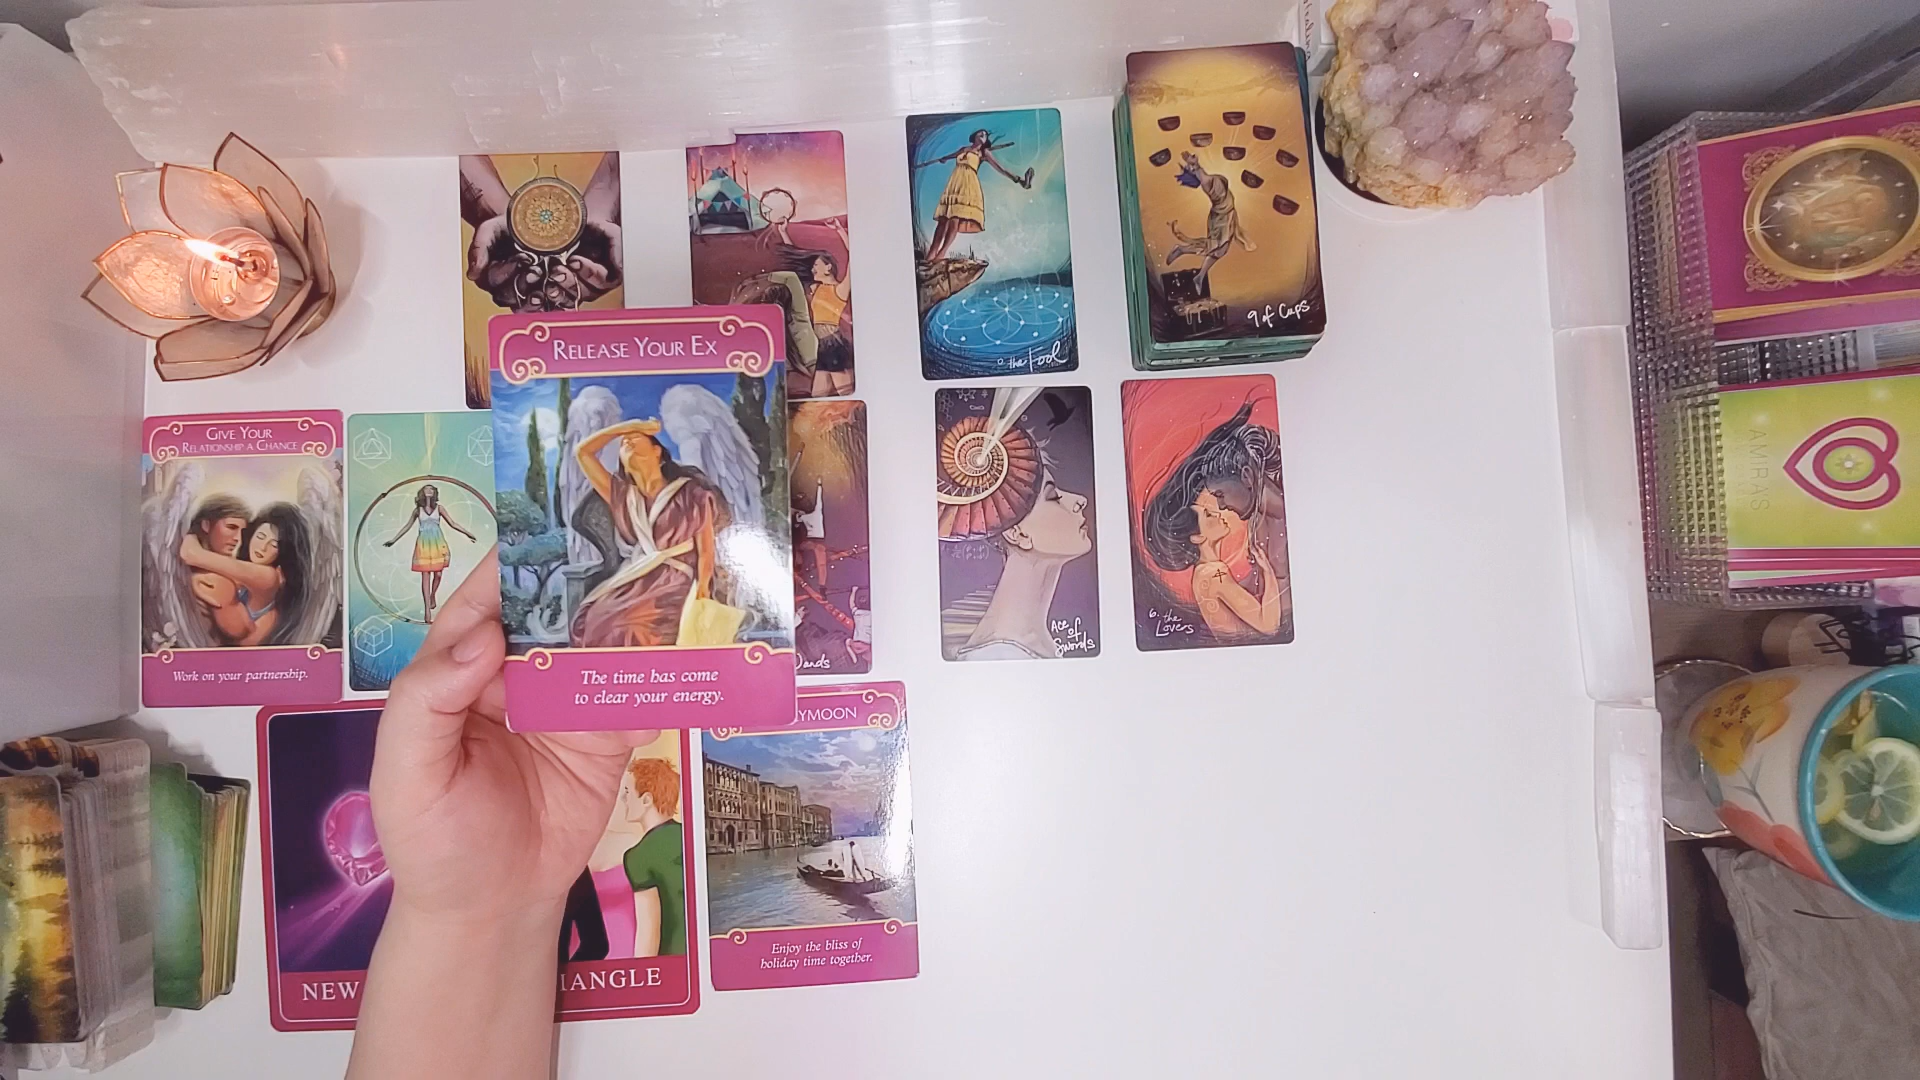 0. the Fool
9 of Cups
RELEASE YOUR EX
The time has come
to clear your energy.
GIVE YOUR
RELATIONSHIP A CHANCE
Work on your partnership.
Ace
of
Swords
6. the
Lovers
AMRAS
NEW
IANGLE
YMOON
Enjoy the bliss of
holiday time together.